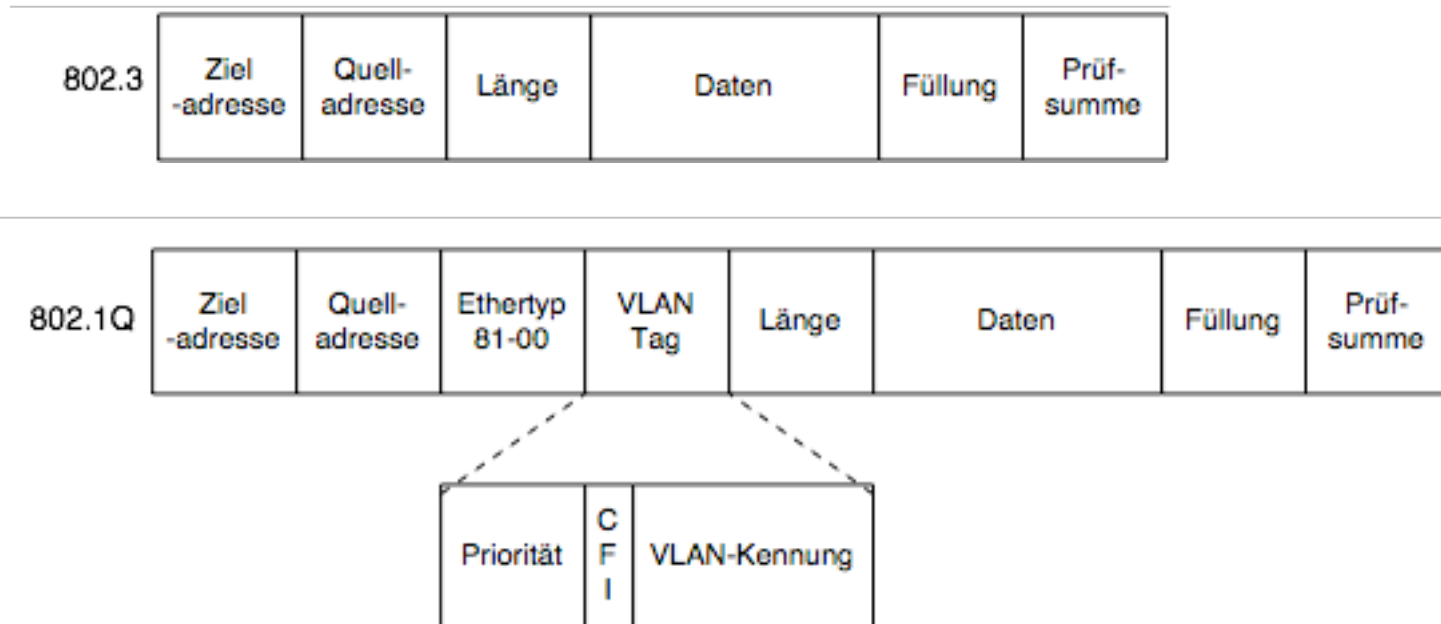 802.3
Ziel
-adresse
Quell-
adresse
Länge
Daten
Füllung
Prüf-
summe
802.1Q
Ziel
-adresse
Quell-
adresse
Ethertyp
81-00
VLAN
Tag
Länge
Daten
Füllung
Prüf-
summe
Priorität
C
F
I
VLAN-Kennung